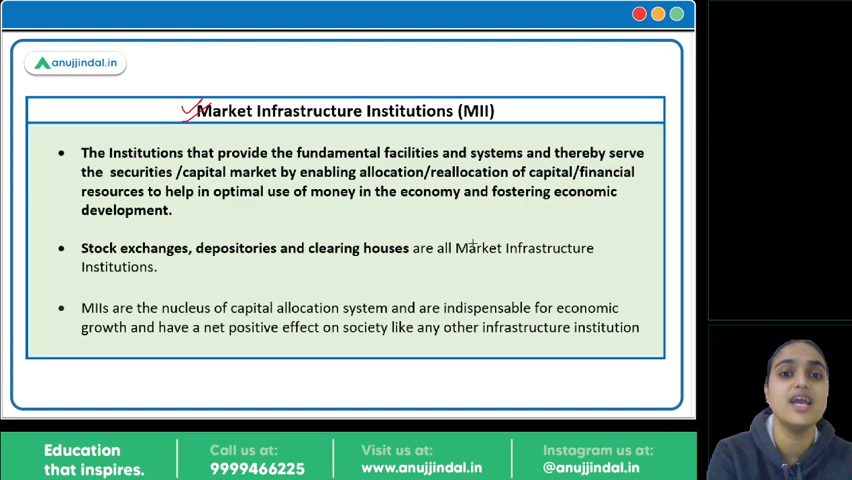 anujjindal.in
Market Infrastructure Institutions (MII)
• The Institutions that provide the fundamental facilities and systems and thereby serve
the securities /capital market by enabling allocation/reallocation of capital/financial
resources to help in optimal use of money in the economy and fostering economic
development.
• Stock exchanges, depositories and clearing houses are all Market Infrastructure
Institutions.
• MIIs are the nucleus of capital allocation system and are indispensable for economic
growth and have a net positive effect on society like any other infrastructure institution
Education
that inspires.
Call us at:
9999466225
Visit us at:
www.anujjindal.in
Instagram us at:
@anujjindal.in